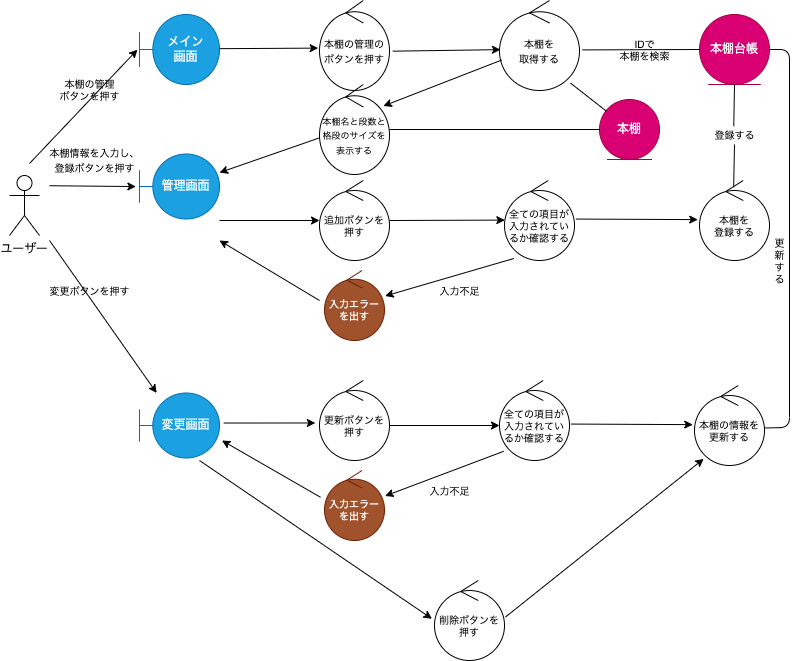 メイン
画面
本棚の管理の
ボタンを押す
本棚を
取得する
IDで
本棚を検索
本棚台帳
本棚の管理
ボタンを押す
本棚名と段数と
格段のサイズを
表示する
本棚
登録する
本棚情報を入力し、
登録ボタンを押す
管理画面
追加ボタンを
押す
全ての項目が
入力されてい
るか確認する
本棚を
登録する
ユーザー
更新する
変更ボタンを押す
入力不足
入力エラー
を出す
変更画面
更新ボタンを
押す
全ての項目が
入力されてい
るか確認する
本棚の情報を
更新する
入力不足
入力エラー
を出す
削除ボタンを
押す